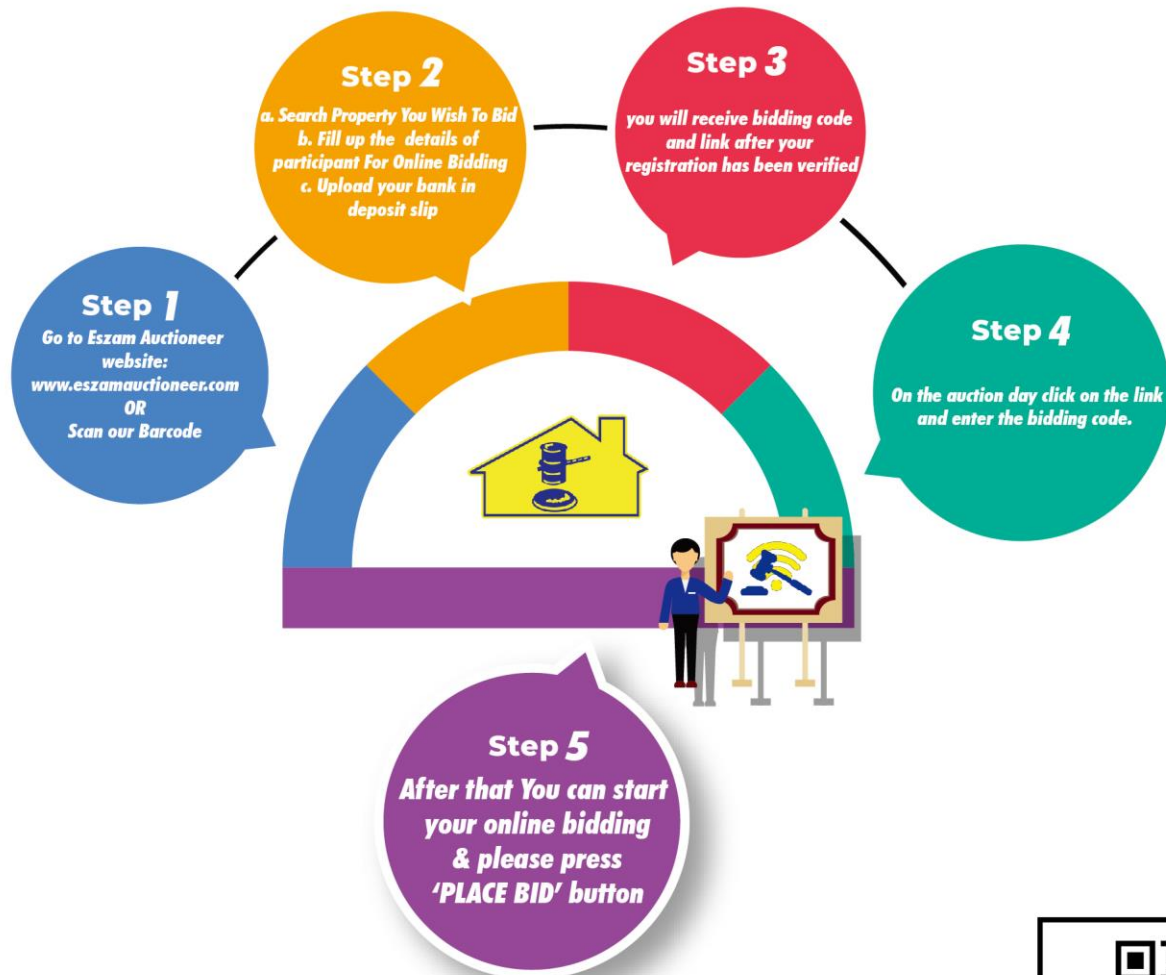 Step 1
Go to Eszam Auctioneer
website:
www.eszamauctioneer.com
OR
Scan our Barcode
Step 2
a. Search Property You Wish To Bid
b. Fill up the details of
participant For Online Bidding
c. Upload your bank in
deposit slip
Step 3
you will receive bidding code
and link after your
registration has been verified
Step 4
On the auction day click on the link
and enter the bidding code.
Step 5
After that You can start
your online bidding
& please press
‘PLACE BID’ button